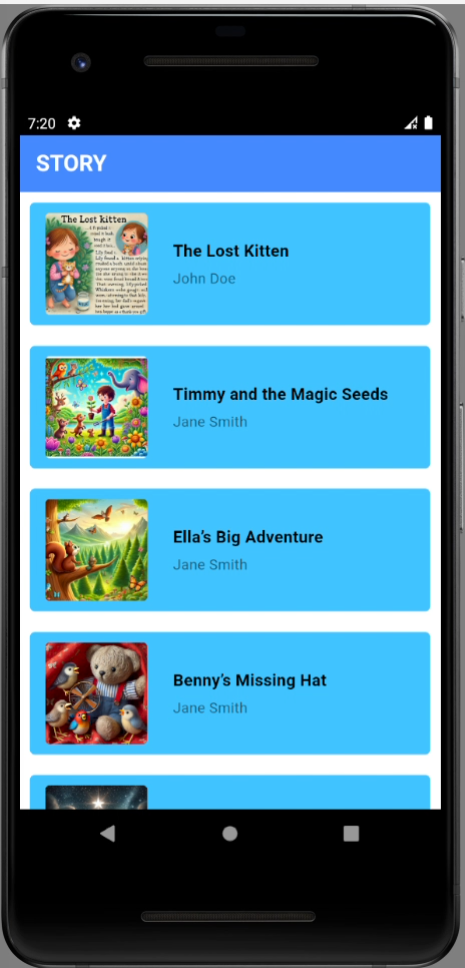 7:20
STORY
The Lost kitten
The Lost Kitten
John Doe
Timmy and the Magic Seeds
Jane Smith
Ella’s Big Adventure
Jane Smith
Benny’s Missing Hat
Jane Smith